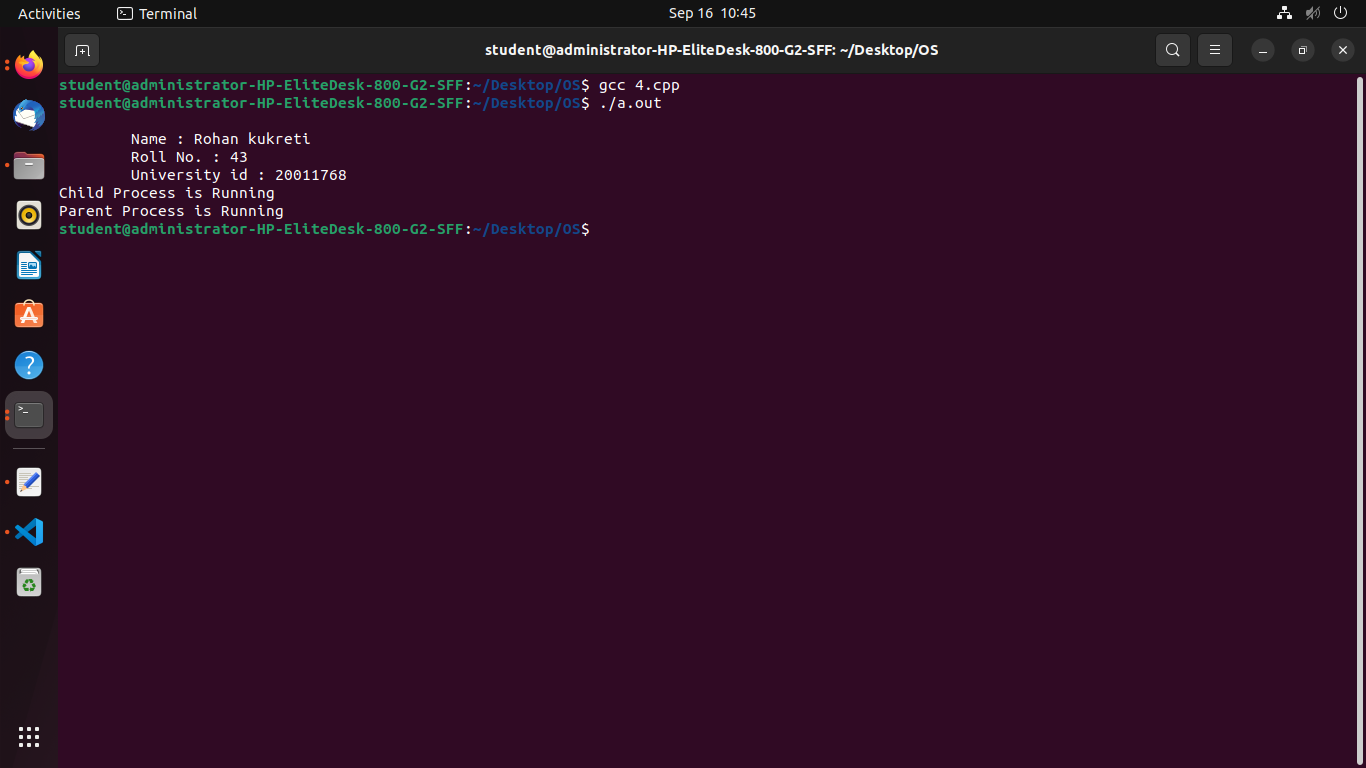 Activities
Terminal
Sep 16 10:45
student@administrator-HP-EliteDesk-800-G2-SFF: ~/Desktop/OS
student@administrator-HP-EliteDesk-800-G2-SFF:~/Desktop/OS$ gcc 4.cpp
student@administrator-HP-EliteDesk-800-G2-SFF:~/Desktop/OS$ ./a.out
Name : Rohan kukreti
Roll No. : 43
University id : 20011768
Child Process is Running
Parent Process is Running
student@administrator-HP-EliteDesk-800-G2-SFF:~/Desktop/OS$